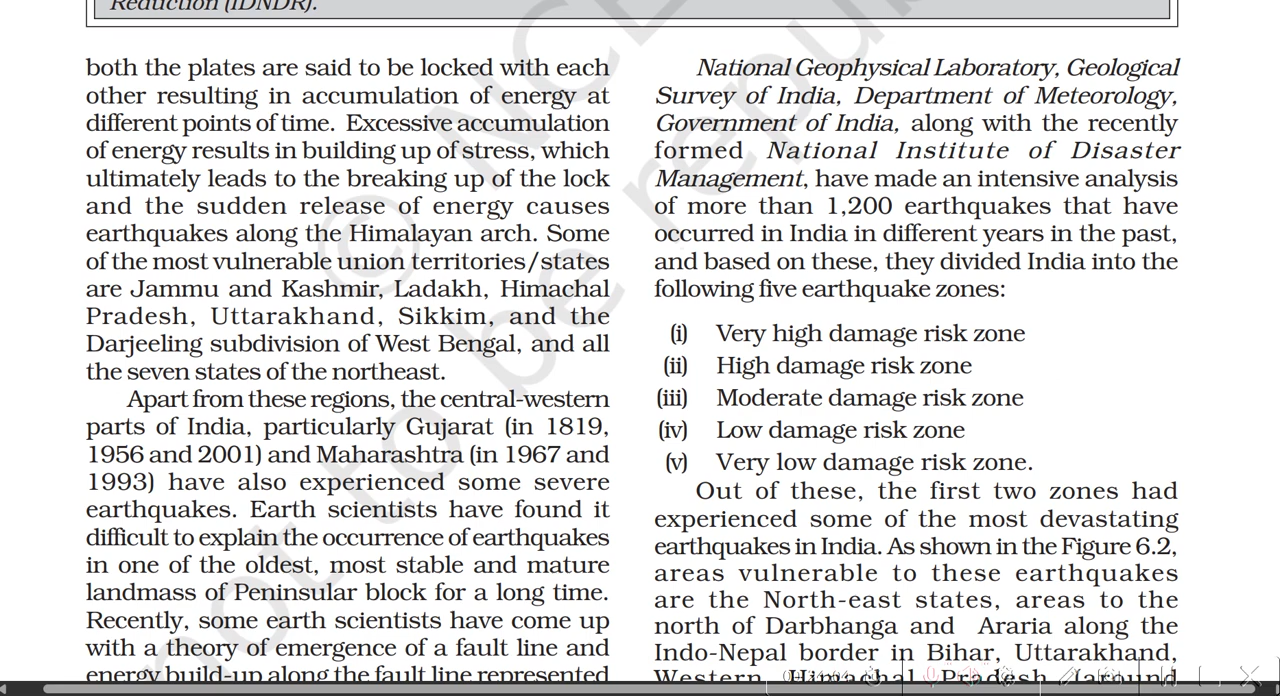 Reduction (IDNDR).
both the plates are said to be locked with each
other resulting in accumulation of energy at
different points of time. Excessive accumulation
of energy results in building up of stress, which
ultimately leads to the breaking up of the lock
and the sudden release of energy causes
earthquakes along the Himalayan arch. Some
of the most vulnerable union territories/states
are Jammu and Kashmir, Ladakh, Himachal
Pradesh, Uttarakhand, Sikkim, and the
Darjeeling subdivision of West Bengal, and all
the seven states of the northeast.
Apart from these regions, the central-western
parts of India, particularly Gujarat (in 1819,
1956 and 2001) and Maharashtra (in 1967 and
1993) have also experienced some severe
earthquakes. Earth scientists have found it
difficult to explain the occurrence of earthquakes
in one of the oldest, most stable and mature
landmass of Peninsular block for a long time.
Recently, some earth scientists have come up
with a theory of emergence of a fault line and
energy build-up along the fault line represented
National Geophysical Laboratory, Geological
Survey of India, Department of Meteorology,
Government of India, along with the recently
formed National Institute of Disaster
Management, have made an intensive analysis
of more than 1,200 earthquakes that have
occurred in India in different years in the past,
and based on these, they divided India into the
following five earthquake zones:
(i) Very high damage risk zone
(ii) High damage risk zone
(iii) Moderate damage risk zone
(iv) Low damage risk zone
(v) Very low damage risk zone.
Out of these, the first two zones had
experienced some of the most devastating
earthquakes in India. As shown in the Figure 6.2,
areas vulnerable to these earthquakes
are the North-east states, areas to the
north of Darbhanga and Araria along the
Indo-Nepal border in Bihar, Uttarakhand,
Western Himachal Pradesh (around
not to be repub
© NCE